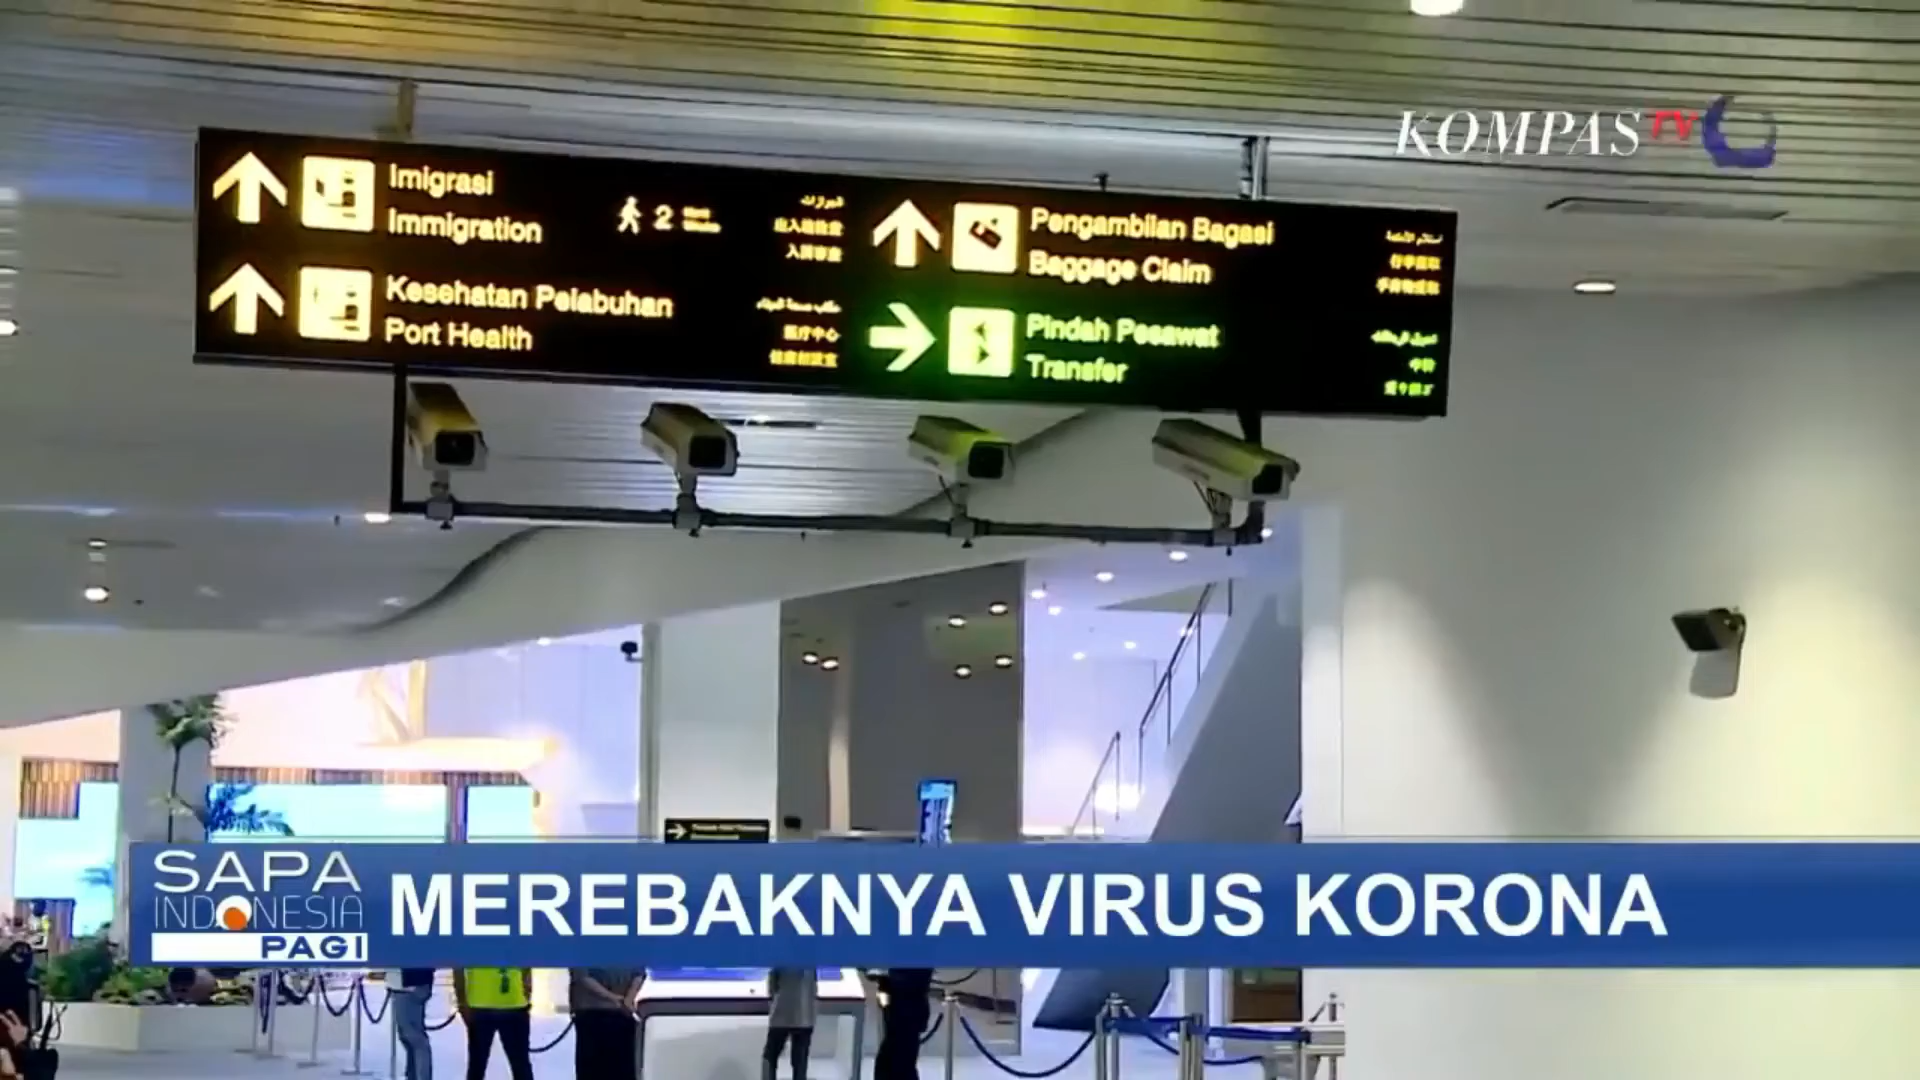 KOMPAS TV
Imigrasi
Immigration
2
Kesehatan Pelabuhan
Port Health
Pengambilan Bagasi
Baggage Claim
Pindah Pesawat
Transfer
SAPA
INDONESIA
PAGI
MEREBAKNYA VIRUS KORONA